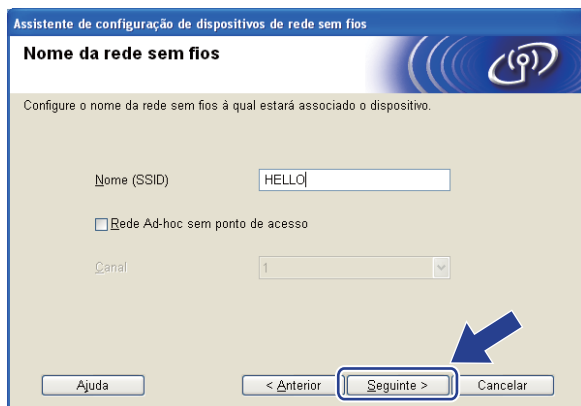 Assistente de configuração de dispositivos de rede sem fios
Nome da rede sem fios
Configure o nome da rede sem fios à qual estará associado o dispositivo.
Nome (SSID) HELLO
Rede Ad-hoc sem ponto de acesso
Canal 1
Ajuda < Anterior Seguinte > Cancelar